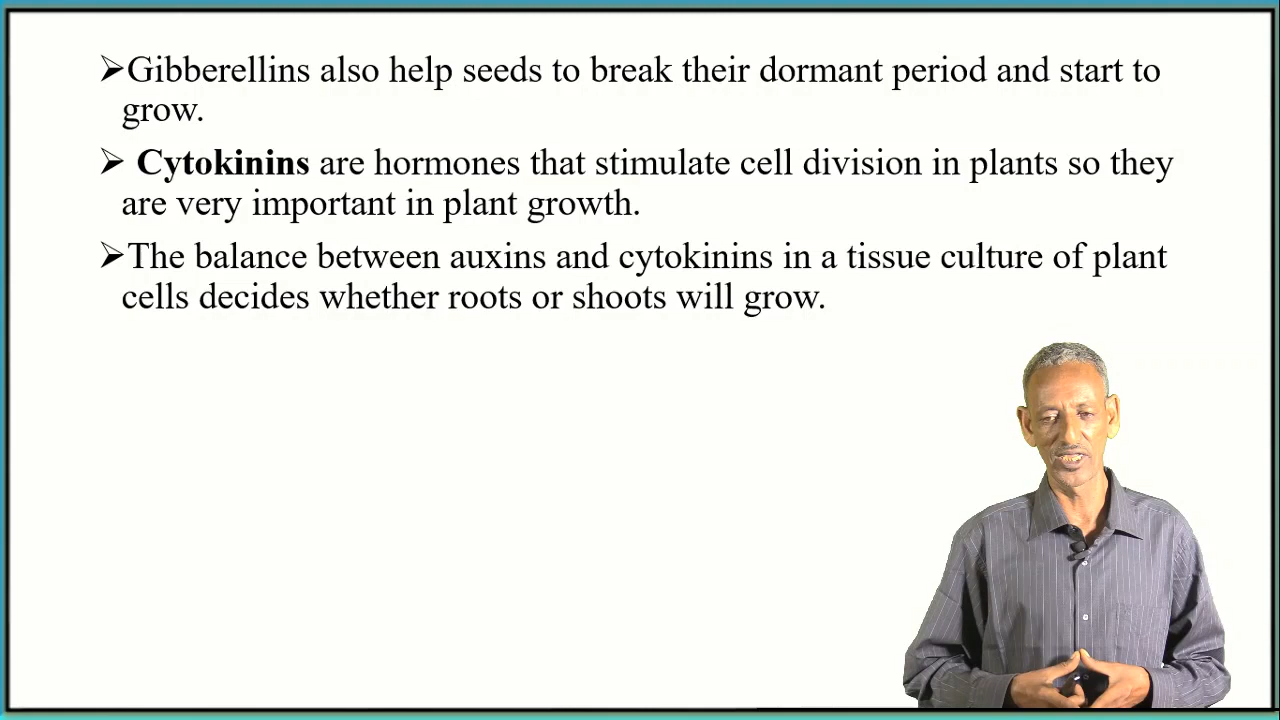 ➢Gibberellins also help seeds to break their dormant period and start to
grow.
➢ Cytokinins are hormones that stimulate cell division in plants so they
are very important in plant growth.
➢The balance between auxins and cytokinins in a tissue culture of plant
cells decides whether roots or shoots will grow.